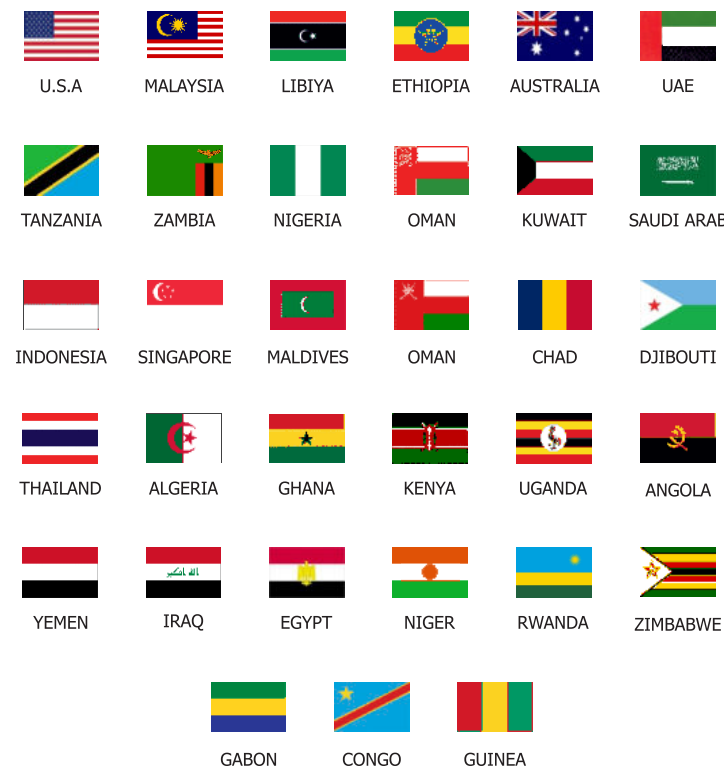 U.S.A MALAYSIA LIBIYA ETHIOPIA AUSTRALIA UAE
TANZANIA ZAMBIA NIGERIA OMAN KUWAIT SAUDI ARAB
INDONESIA SINGAPORE MALDIVES OMAN CHAD DJIBOUTI
THAILAND ALGERIA GHANA KENYA UGANDA ANGOLA
YEMEN IRAQ EGYPT NIGER RWANDA ZIMBABWE
GABON CONGO GUINEA